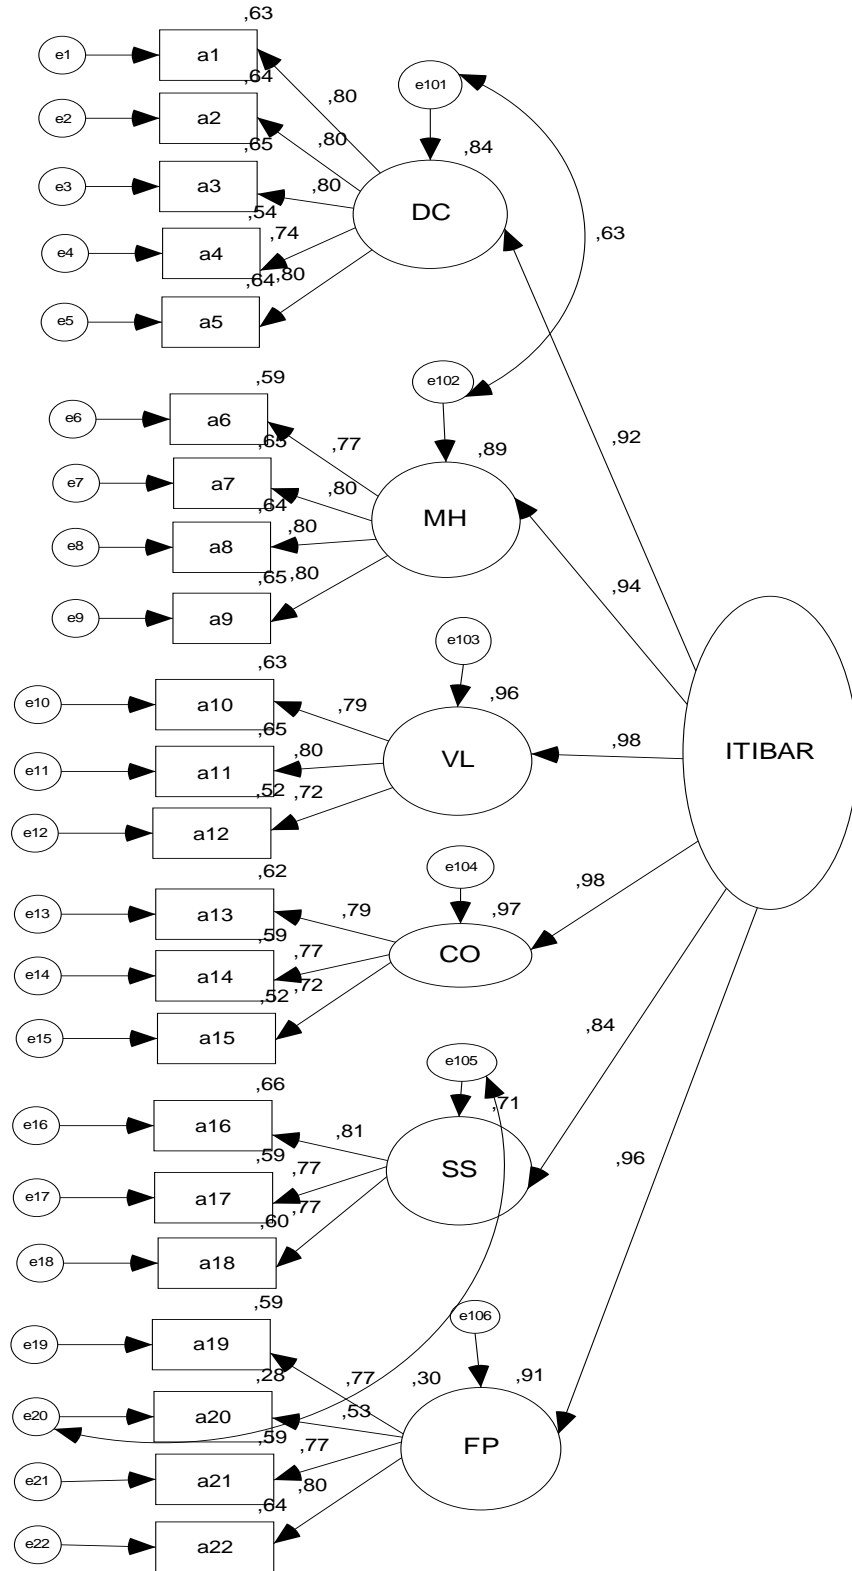 ,63
e1 a1
,64
,80
e101
e2 a2
,65
,80
,84
e3 a3
,54
,80
DC
e4 a4
,74
,63
,64
,80
e5 a5
,59
e102
e6 a6
,65
,77
,89
,92
e7 a7
,64
,80
MH
e8 a8
,80
,65
,80
,94
e9 a9
e103
,63
,96
e10 a10
,65
,79
,98
VL
ITIBAR
e11 a11
,52
,80
,72
e12 a12
,62
e104
,98
e13 a13
,59
,79
,97
CO
e14 a14
,52
,77
,72
e15 a15
,84
e105
,66
,71
e16 a16
,59
,81
,96
SS
e17 a17
,60
,77
,77
e18 a18
,59
e106
e19 a19
,28
,77
,30
,91
e20 a20
,59
,53
FP
e21 a21
,64
,77
,80
e22 a22